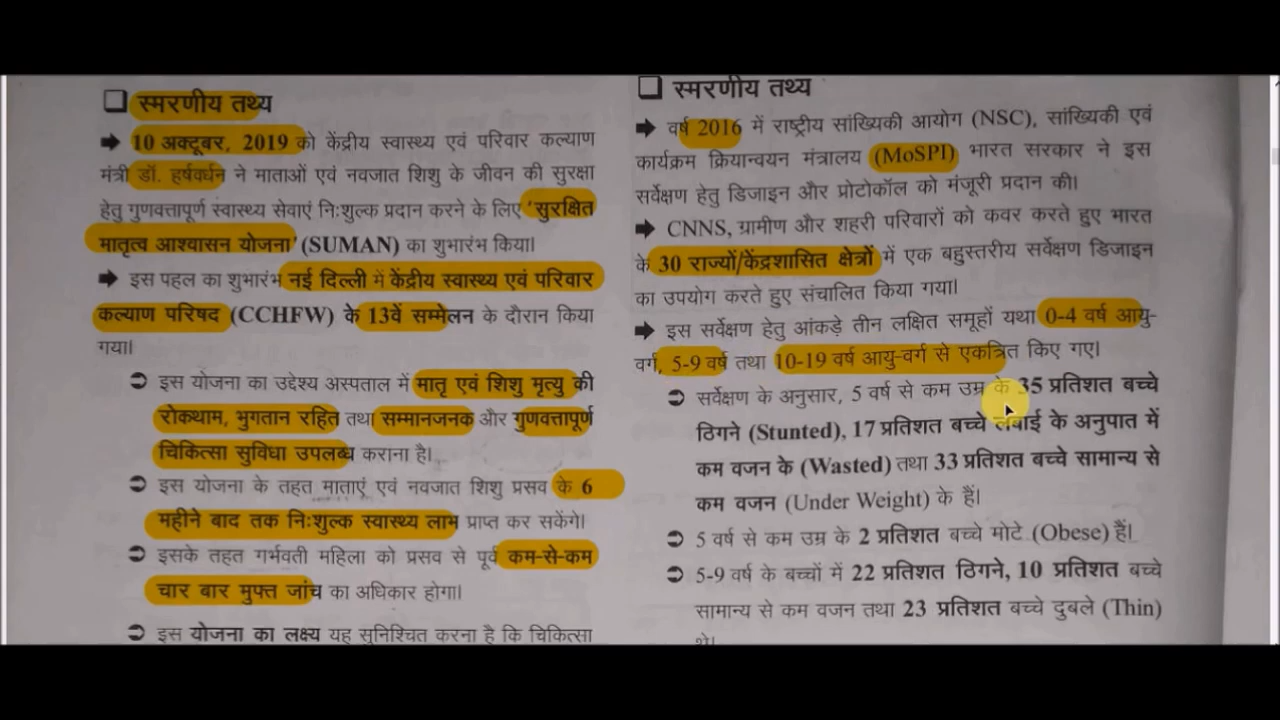 ❑ स्मरणीय तथ्य
➡ 10 अक्टूबर, 2019 को केंद्रीय स्वास्थ्य एवं परिवार कल्याण
मंत्री डॉ. हर्षवर्धन ने माताओं एवं नवजात शिशु के जीवन की सुरक्षा
हेतु गुणवत्तापूर्ण स्वास्थ्य सेवाएं निःशुल्क प्रदान करने के लिए 'सुरक्षित
मातृत्व आश्वासन योजना' (SUMAN) का शुभारंभ किया।
➡ इस पहल का शुभारंभ नई दिल्ली में केंद्रीय स्वास्थ्य एवं परिवार
कल्याण परिषद (CCHFW) के 13वें सम्मेलन के दौरान किया
गया।
➲ इस योजना का उद्देश्य अस्पताल में मातृ एवं शिशु मृत्यु की
रोकथाम, भुगतान रहित तथा सम्मानजनक और गुणवत्तापूर्ण
चिकित्सा सुविधा उपलब्ध कराना है।
➲ इस योजना के तहत माताएं एवं नवजात शिशु प्रसव के 6
महीने बाद तक निःशुल्क स्वास्थ्य लाभ प्राप्त कर सकेंगे।
➲ इसके तहत गर्भवती महिला को प्रसव से पूर्व कम-से-कम
चार बार मुफ्त जांच का अधिकार होगा।
➲ इस योजना का लक्ष्य यह सुनिश्चित करना है कि चिकित्सा
❑ स्मरणीय तथ्य
➡ वर्ष 2016 में राष्ट्रीय सांख्यिकी आयोग (NSC), सांख्यिकी एवं
कार्यक्रम क्रियान्वयन मंत्रालय (MoSPI) भारत सरकार ने इस
सर्वेक्षण हेतु डिजाइन और प्रोटोकॉल को मंजूरी प्रदान की।
➡ CNNS, ग्रामीण और शहरी परिवारों को कवर करते हुए भारत
के 30 राज्यों/केंद्रशासित क्षेत्रों में एक बहुस्तरीय सर्वेक्षण डिजाइन
का उपयोग करते हुए संचालित किया गया।
➡ इस सर्वेक्षण हेतु आंकड़े तीन लक्षित समूहों यथा 0-4 वर्ष आयु-
वर्ग, 5-9 वर्ष तथा 10-19 वर्ष आयु-वर्ग से एकत्रित किए गए।
➲ सर्वेक्षण के अनुसार, 5 वर्ष से कम उम्र के 35 प्रतिशत बच्चे
ठिगने (Stunted), 17 प्रतिशत बच्चे लंबाई के अनुपात में
कम वजन के (Wasted) तथा 33 प्रतिशत बच्चे सामान्य से
कम वजन (Under Weight) के हैं।
➲ 5 वर्ष से कम उम्र के 2 प्रतिशत बच्चे मोटे (Obese) हैं।
➲ 5-9 वर्ष के बच्चों में 22 प्रतिशत ठिगने, 10 प्रतिशत बच्चे
सामान्य से कम वजन तथा 23 प्रतिशत बच्चे दुबले (Thin)
थे।